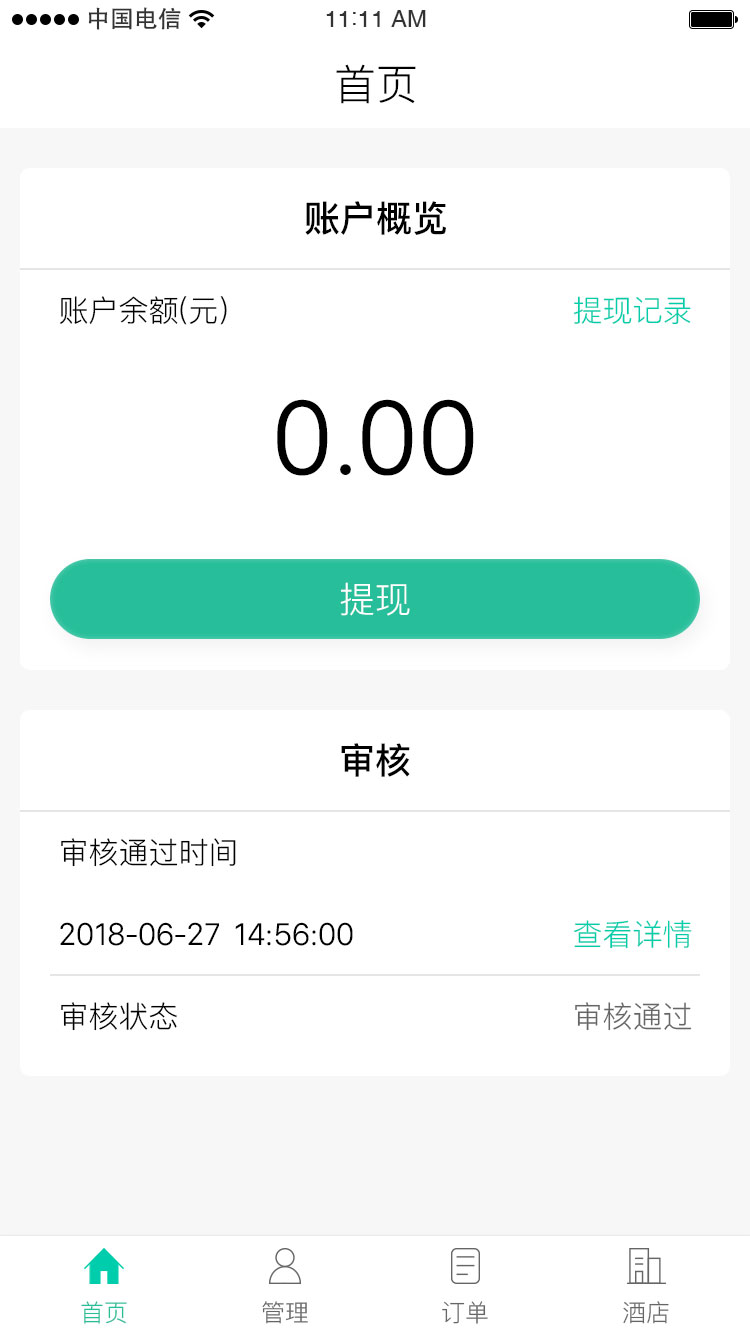 中国电信 11:11 AM
首页
账户概览
账户余额(元) 提现记录
0.00
提现
审核
审核通过时间
2018-06-27 14:56:00 查看详情
审核状态 审核通过
首页 管理 订单 酒店